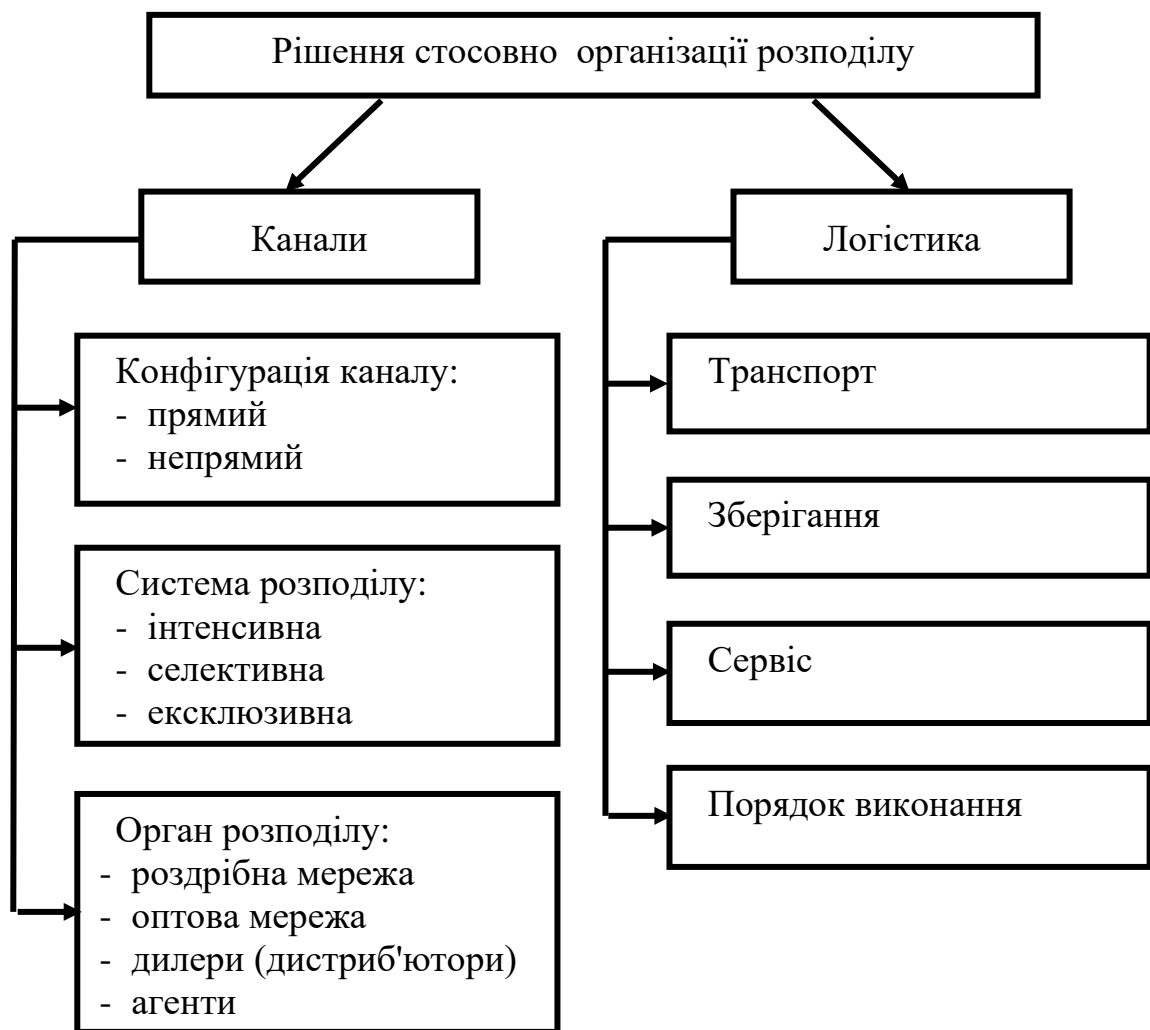 Рішення стосовно організації розподілу
Канали
Конфігурація каналу:
- прямий
- непрямий
Система розподілу:
- інтенсивна
- селективна
- ексклюзивна
Орган розподілу:
- роздрібна мережа
- оптова мережа
- дилери (дистриб'ютори)
- агенти
Логістика
Транспорт
Зберігання
Сервіс
Порядок виконання